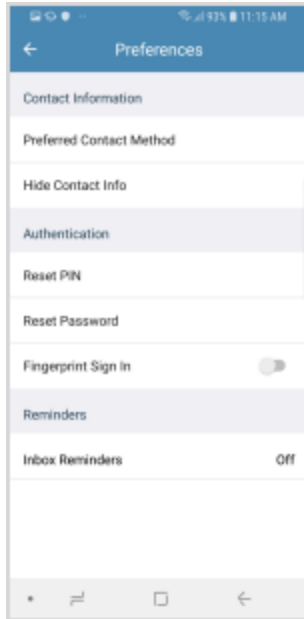 93% 11:15 AM
Preferences
Contact Information
Preferred Contact Method
Hide Contact Info
Authentication
Reset PIN
Reset Password
Fingerprint Sign In
Reminders
Inbox Reminders Off